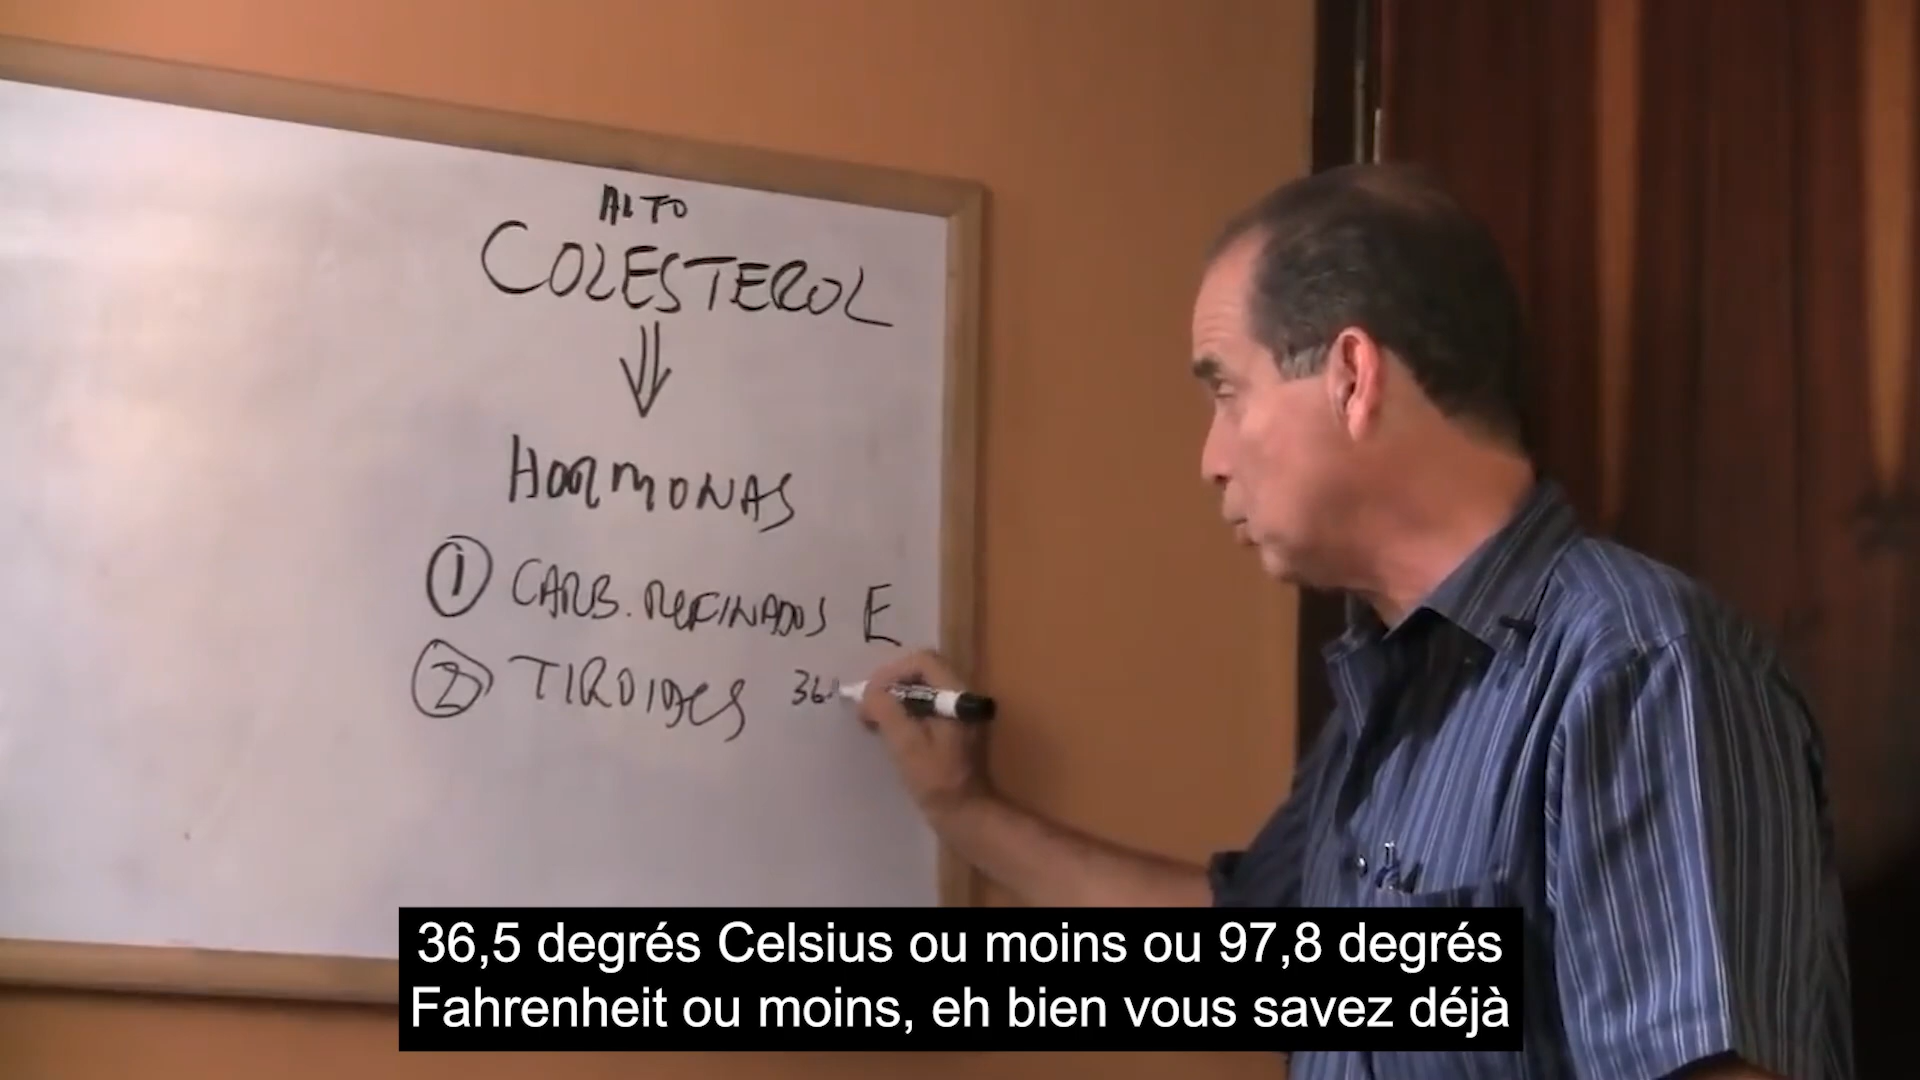 ALTO
COLESTEROL
HORMONAS
① CARB. REFINADOS E
② TIROIDES 36.
36,5 degrés Celsius ou moins ou 97,8 degrés
Fahrenheit ou moins, eh bien vous savez déjà